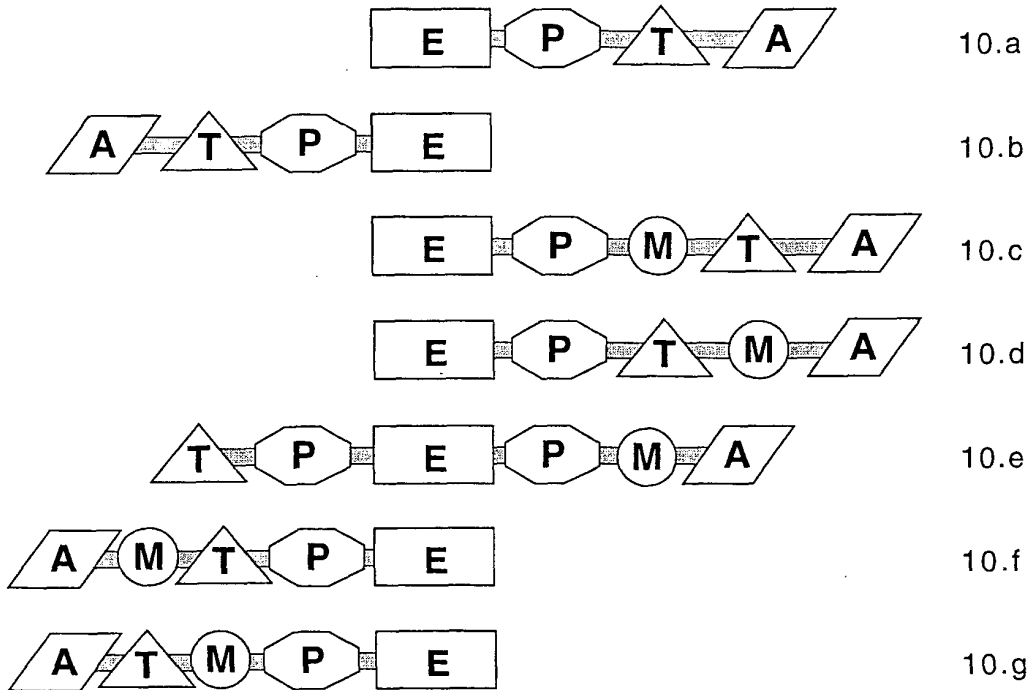 E P T A 10.a
A T P E 10.b
E P M T A 10.c
E P T M A 10.d
T P E P M A 10.e
A M T P E 10.f
A T M P E 10.g